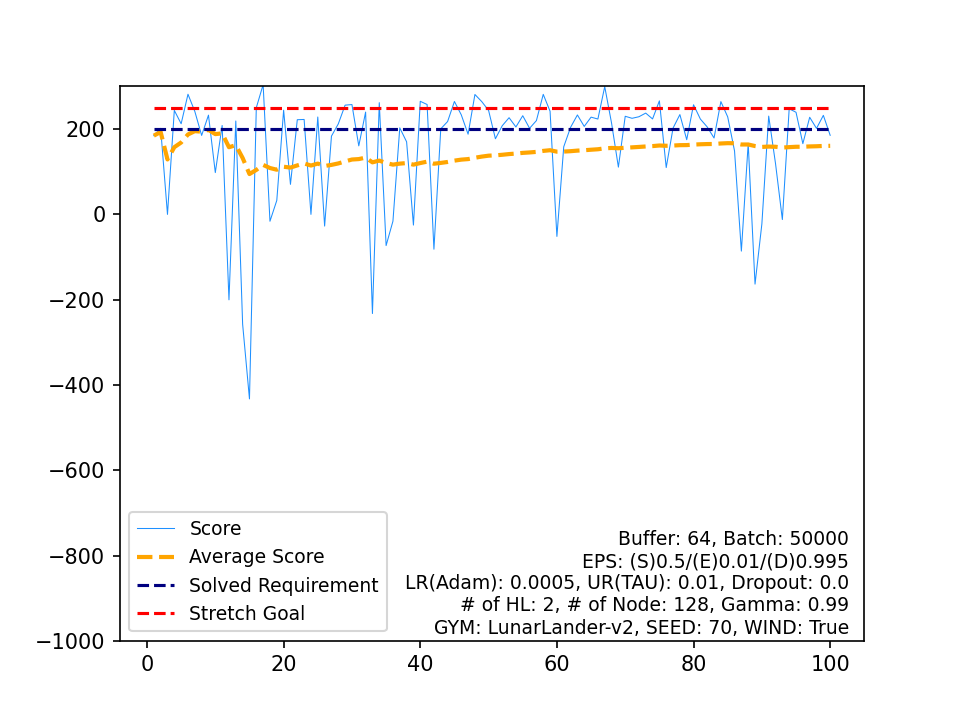 200
0
−200
−400
−600
−800
−1000
0 20 40 60 80 100
Score
Average Score
Solved Requirement
Stretch Goal
Buffer: 64, Batch: 50000
EPS: (S)0.5/(E)0.01/(D)0.995
LR(Adam): 0.0005, UR(TAU): 0.01, Dropout: 0.0
# of HL: 2, # of Node: 128, Gamma: 0.99
GYM: LunarLander-v2, SEED: 70, WIND: True